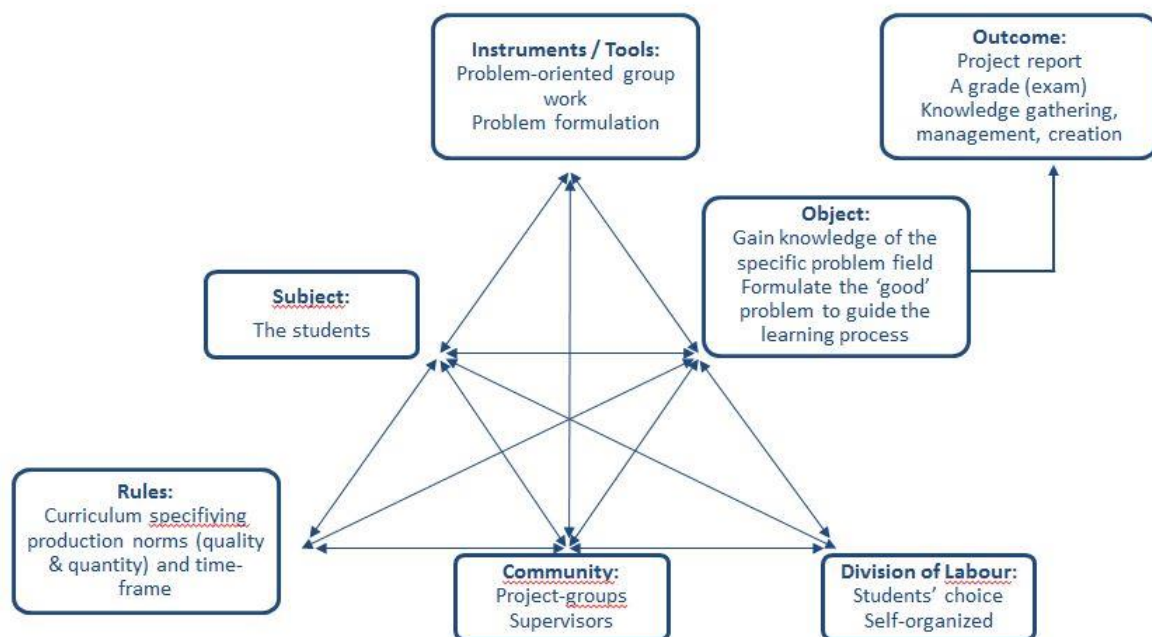 Instruments / Tools:
Problem-oriented group
work
Problem formulation
Outcome:
Project report
A grade (exam)
Knowledge gathering,
management, creation
Object:
Gain knowledge of the
specific problem field
Formulate the ‘good’
problem to guide the
learning process
Subject:
The students
Rules:
Curriculum specifiying
production norms (quality
& quantity) and time-
frame
Community:
Project-groups
Supervisors
Division of Labour:
Students’ choice
Self-organized